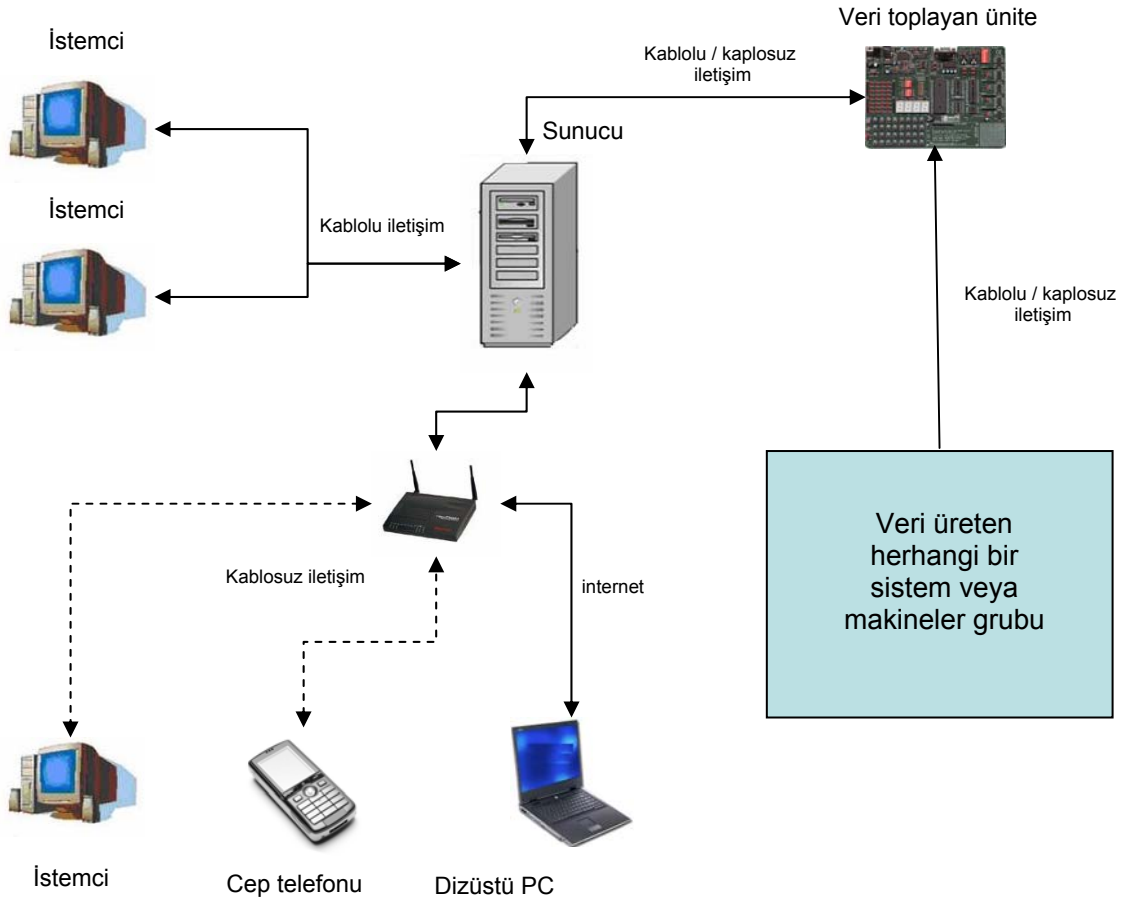 Veri toplayan ünite
İstemci
Kablolu / kaplosuz
iletişim
Sunucu
İstemci
Kablolu iletişim
Kablolu / kaplosuz
iletişim
Veri üreten
herhangi bir
sistem veya
makineler grubu
Kablosuz iletişim
internet
İstemci
Cep telefonu
Dizüstü PC